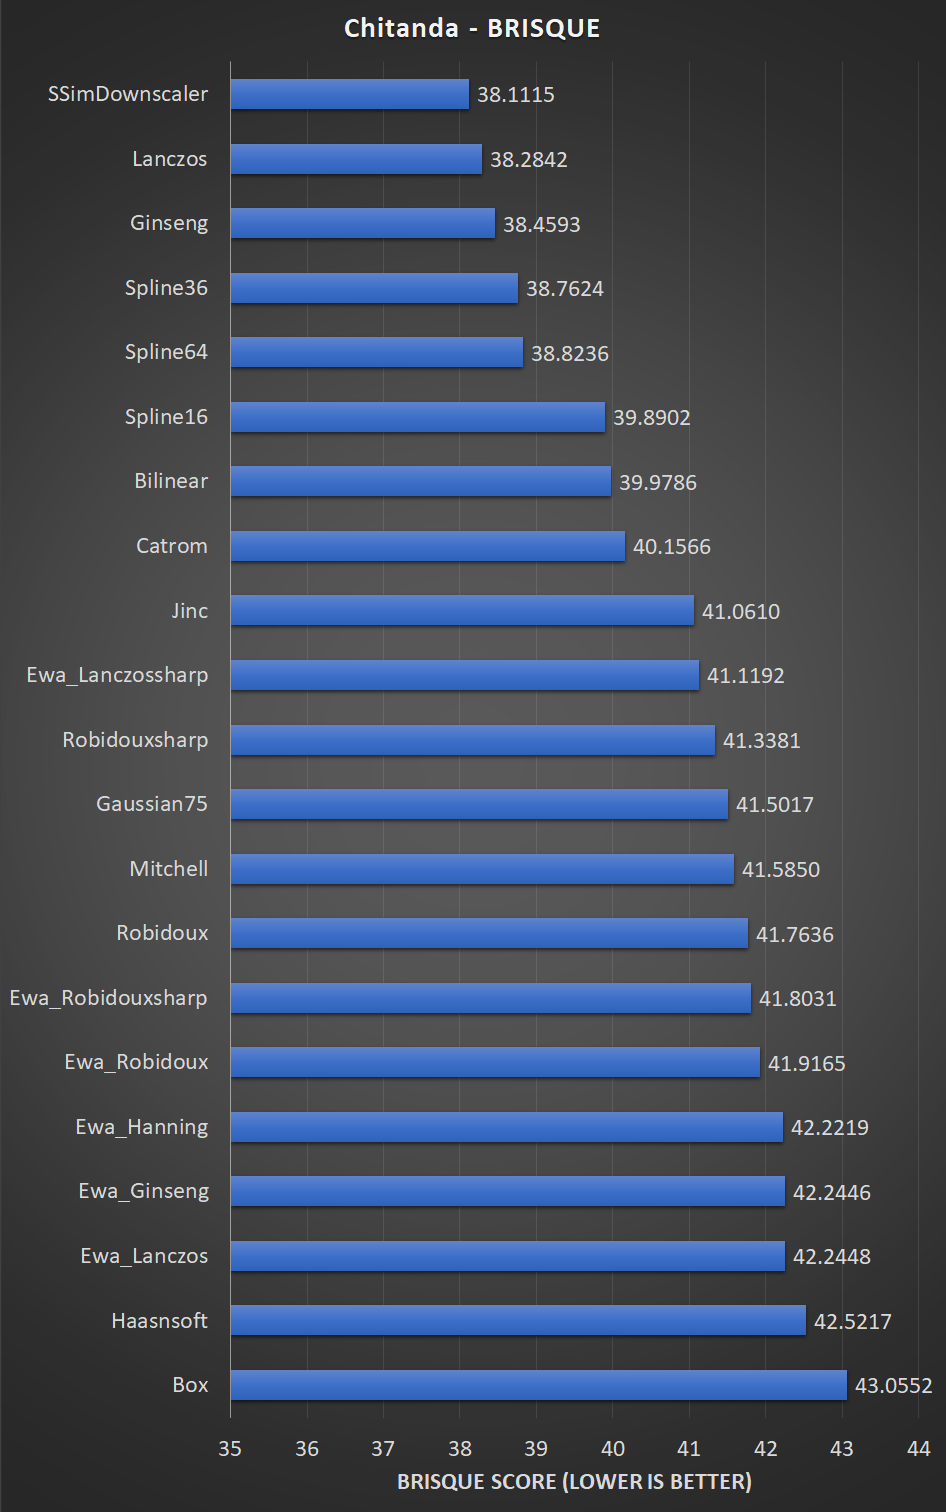 Chitanda - BRISQUE
SSimDownscaler 38.1115
Lanczos 38.2842
Ginseng 38.4593
Spline36 38.7624
Spline64 38.8236
Spline16 39.8902
Bilinear 39.9786
Catrom 40.1566
Jinc 41.0610
Ewa_Lanczossharp 41.1192
Robidouxsharp 41.3381
Gaussian75 41.5017
Mitchell 41.5850
Robidoux 41.7636
Ewa_Robidouxsharp 41.8031
Ewa_Robidoux 41.9165
Ewa_Hanning 42.2219
Ewa_Ginseng 42.2446
Ewa_Lanczos 42.2448
Haasnsoft 42.5217
Box 43.0552
35 36 37 38 39 40 41 42 43 44
BRISQUE SCORE (LOWER IS BETTER)